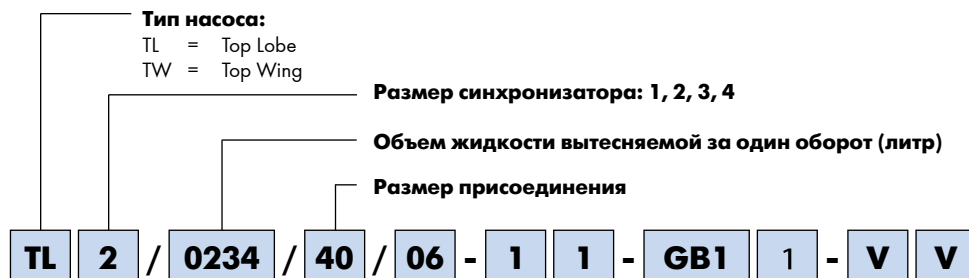 Тип насоса:
TL = Top Lobe
TW = Top Wing
Размер синхронизатора: 1, 2, 3, 4
Объем жидкости вытесняемой за один оборот (литр)
Размер присоединения
TL 2 / 0234 / 40 / 06 - 1 1 - GB1 1 - V V